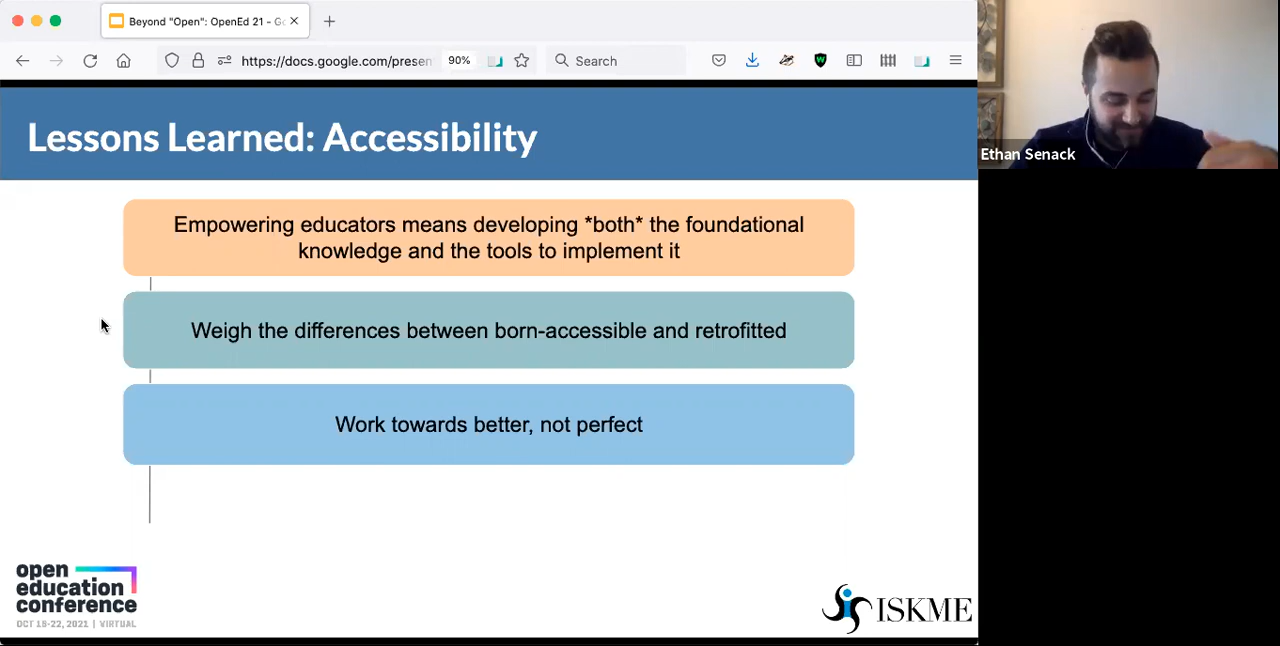 Beyond "Open": OpenEd 21 - Go
https://docs.google.com/presen
90%
Search
Lessons Learned: Accessibility
Ethan Senack
Empowering educators means developing *both* the foundational
knowledge and the tools to implement it
Weigh the differences between born-accessible and retrofitted
Work towards better, not perfect
open
education
conference
OCT 18-22, 2021 | VIRTUAL
ISKME